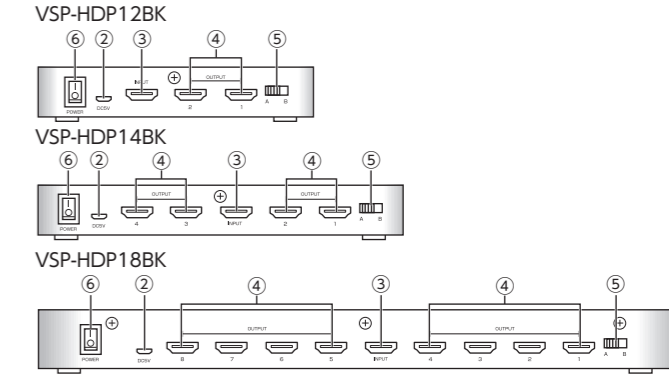 VSP-HDP12BK
⑥ ② ③ ④ ⑤
INPUT OUTPUT
POWER DC5V 2 1 A B
VSP-HDP14BK
⑥ ② ④ ③ ④ ⑤
OUTPUT OUTPUT
POWER DC5V 4 3 INPUT 2 1 A B
VSP-HDP18BK
⑥ ② ④ ③ ④ ⑤
OUTPUT OUTPUT
POWER DC5V 8 7 6 5 INPUT 4 3 2 1 A B